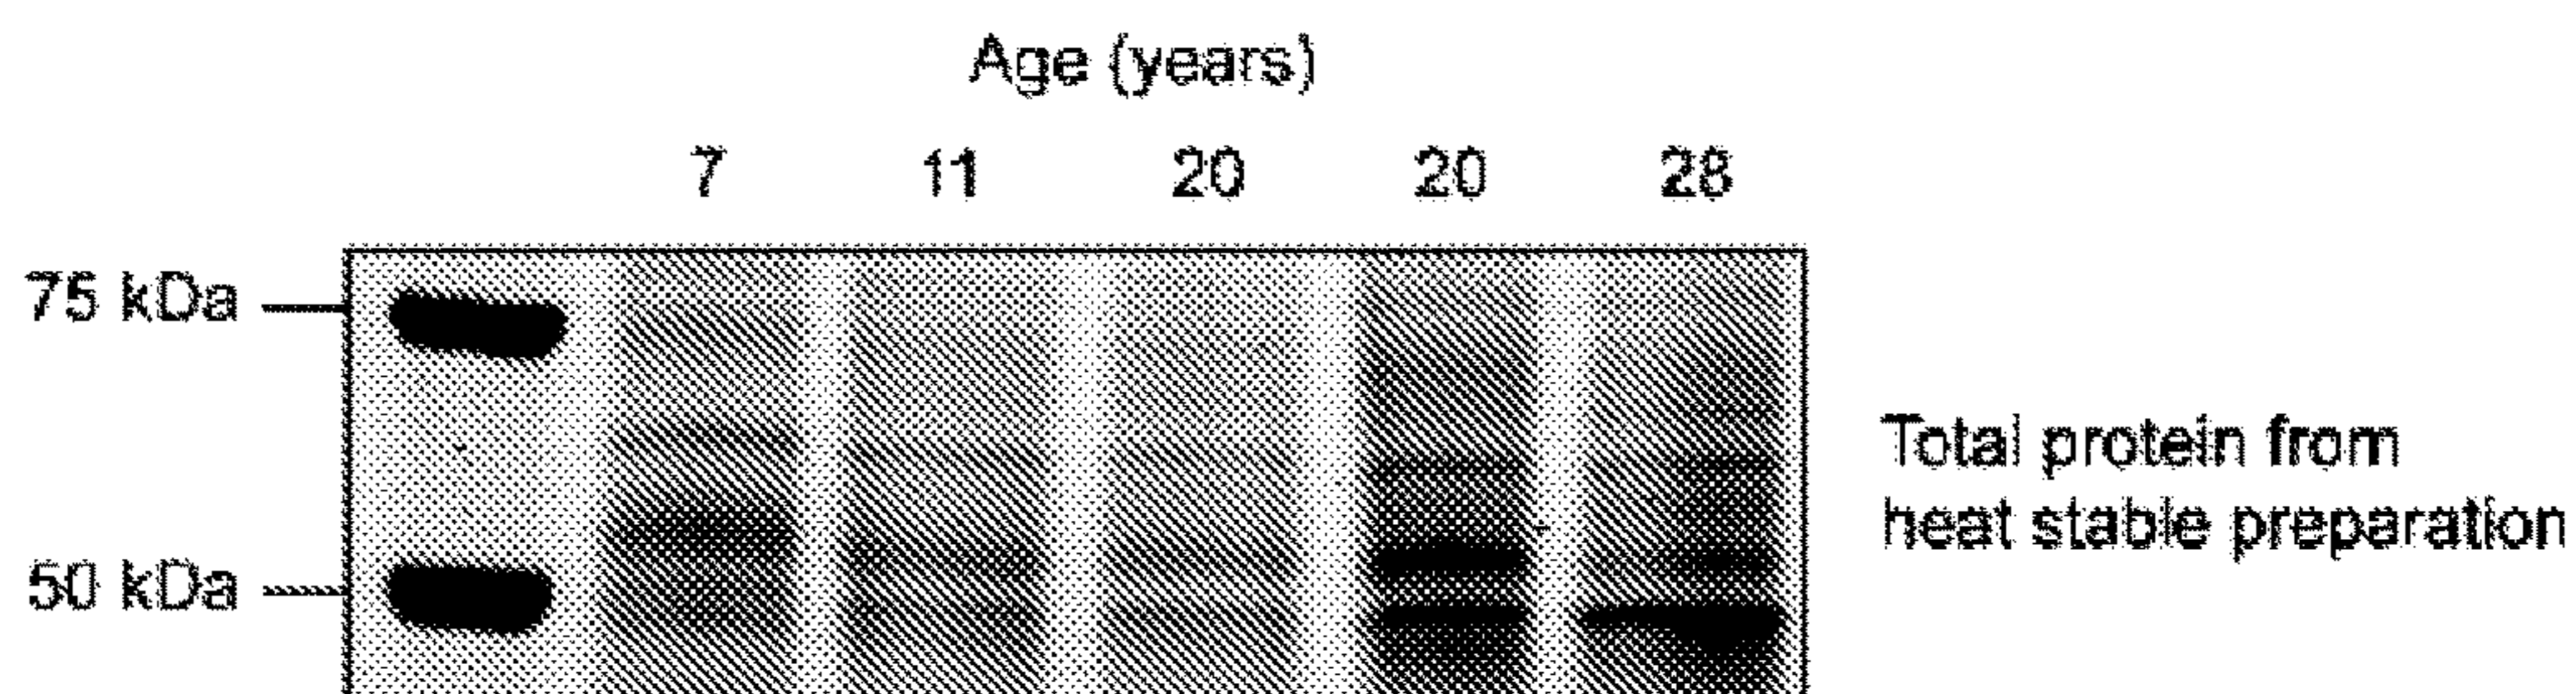 Age (years)
7 11 20 20 28
75 kDa
Total protein from
heat stable preparation
50 kDa